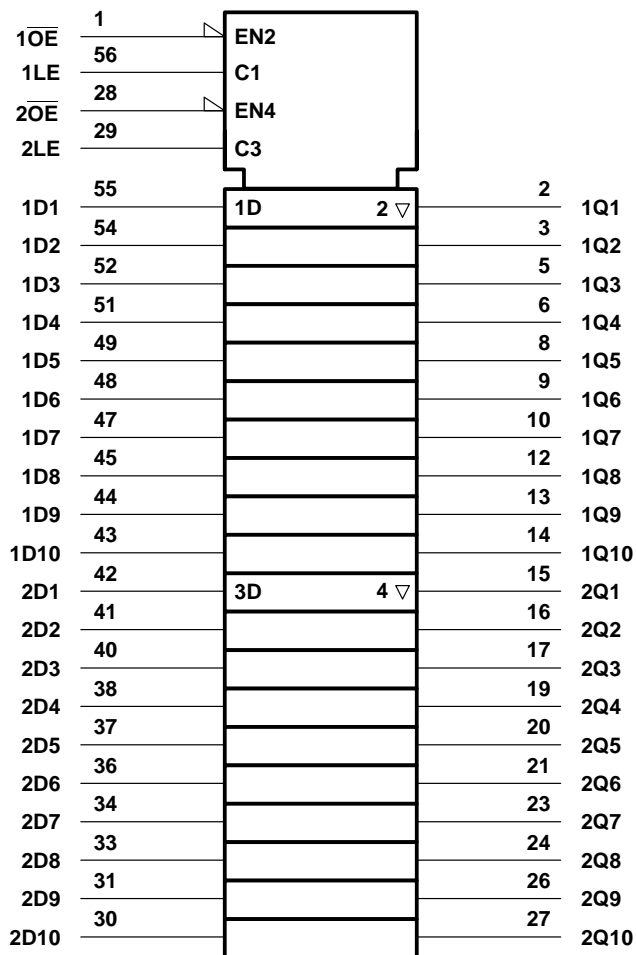 1
1O̅E̅ EN2
56
1LE C1
28
2O̅E̅ EN4
29
2LE C3
55 2
1D1 1D 2 ▽ 1Q1
54 3
1D2 1Q2
52 5
1D3 1Q3
51 6
1D4 1Q4
49 8
1D5 1Q5
48 9
1D6 1Q6
47 10
1D7 1Q7
45 12
1D8 1Q8
44 13
1D9 1Q9
43 14
1D10 1Q10
42 15
2D1 3D 4 ▽ 2Q1
41 16
2D2 2Q2
40 17
2D3 2Q3
38 19
2D4 2Q4
37 20
2D5 2Q5
36 21
2D6 2Q6
34 23
2D7 2Q7
33 24
2D8 2Q8
31 26
2D9 2Q9
30 27
2D10 2Q10